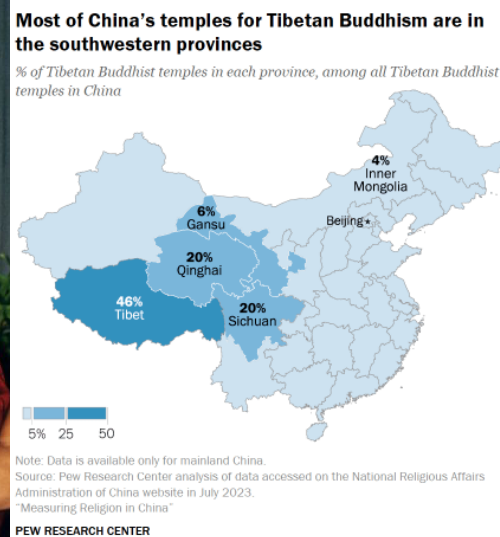 Most of China’s temples for Tibetan Buddhism are in
the southwestern provinces
% of Tibetan Buddhist temples in each province, among all Tibetan Buddhist
temples in China
4%
Inner
Mongolia
Beijing★
6%
Gansu
20%
Qinghai
46%
Tibet
20%
Sichuan
5% 25 50
Note: Data is available only for mainland China.
Source: Pew Research Center analysis of data accessed on the National Religious Affairs
Administration of China website in July 2023.
“Measuring Religion in China”
PEW RESEARCH CENTER